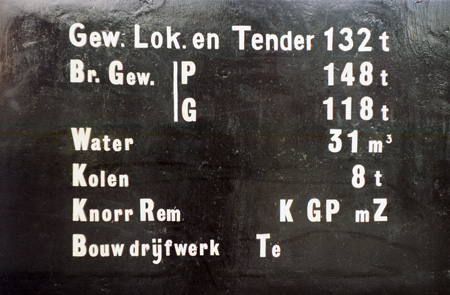 Gew. Lok. en Tender 132 t
Br. Gew. P 148 t
G 118 t
Water 31 m³
Kolen 8 t
Knorr Rem K GP mZ
Bouw drijfwerk Te